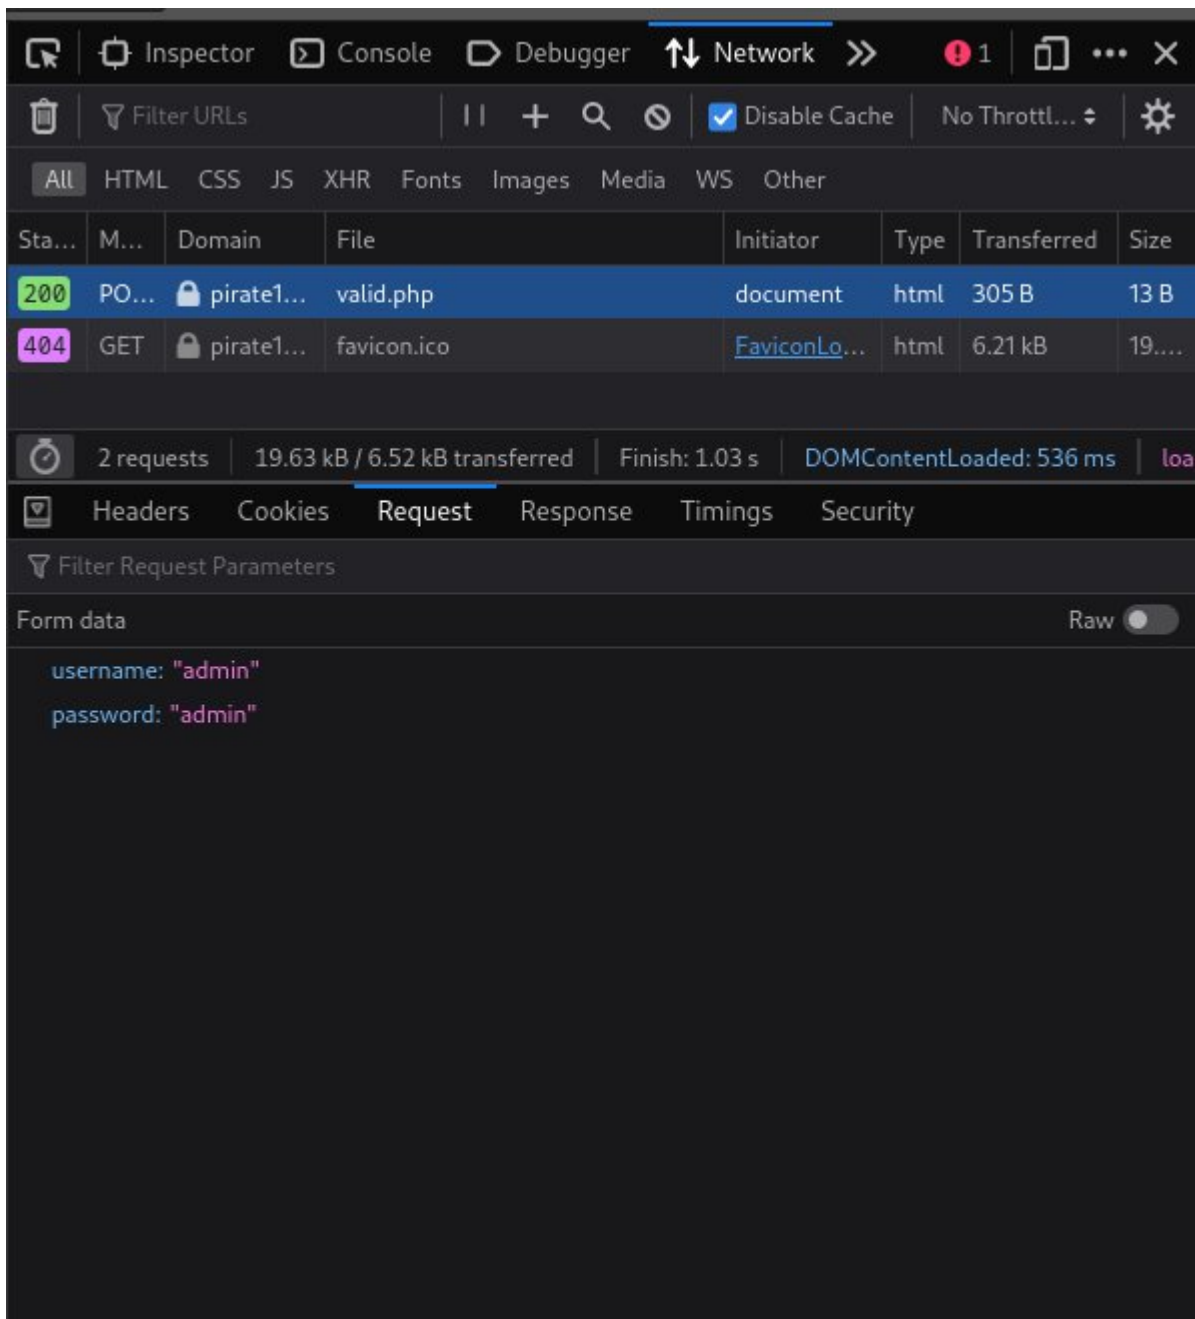 Inspector Console Debugger Network 1
Filter URLs Disable Cache No Throttl...
All HTML CSS JS XHR Fonts Images Media WS Other
Sta... M... Domain File Initiator Type Transferred Size
200 PO... pirate1... valid.php document html 305 B 13 B
404 GET pirate1... favicon.ico FaviconLo... html 6.21 kB 19....
2 requests 19.63 kB / 6.52 kB transferred Finish: 1.03 s DOMContentLoaded: 536 ms loa
Headers Cookies Request Response Timings Security
Filter Request Parameters
Form data Raw
username: "admin"
password: "admin"